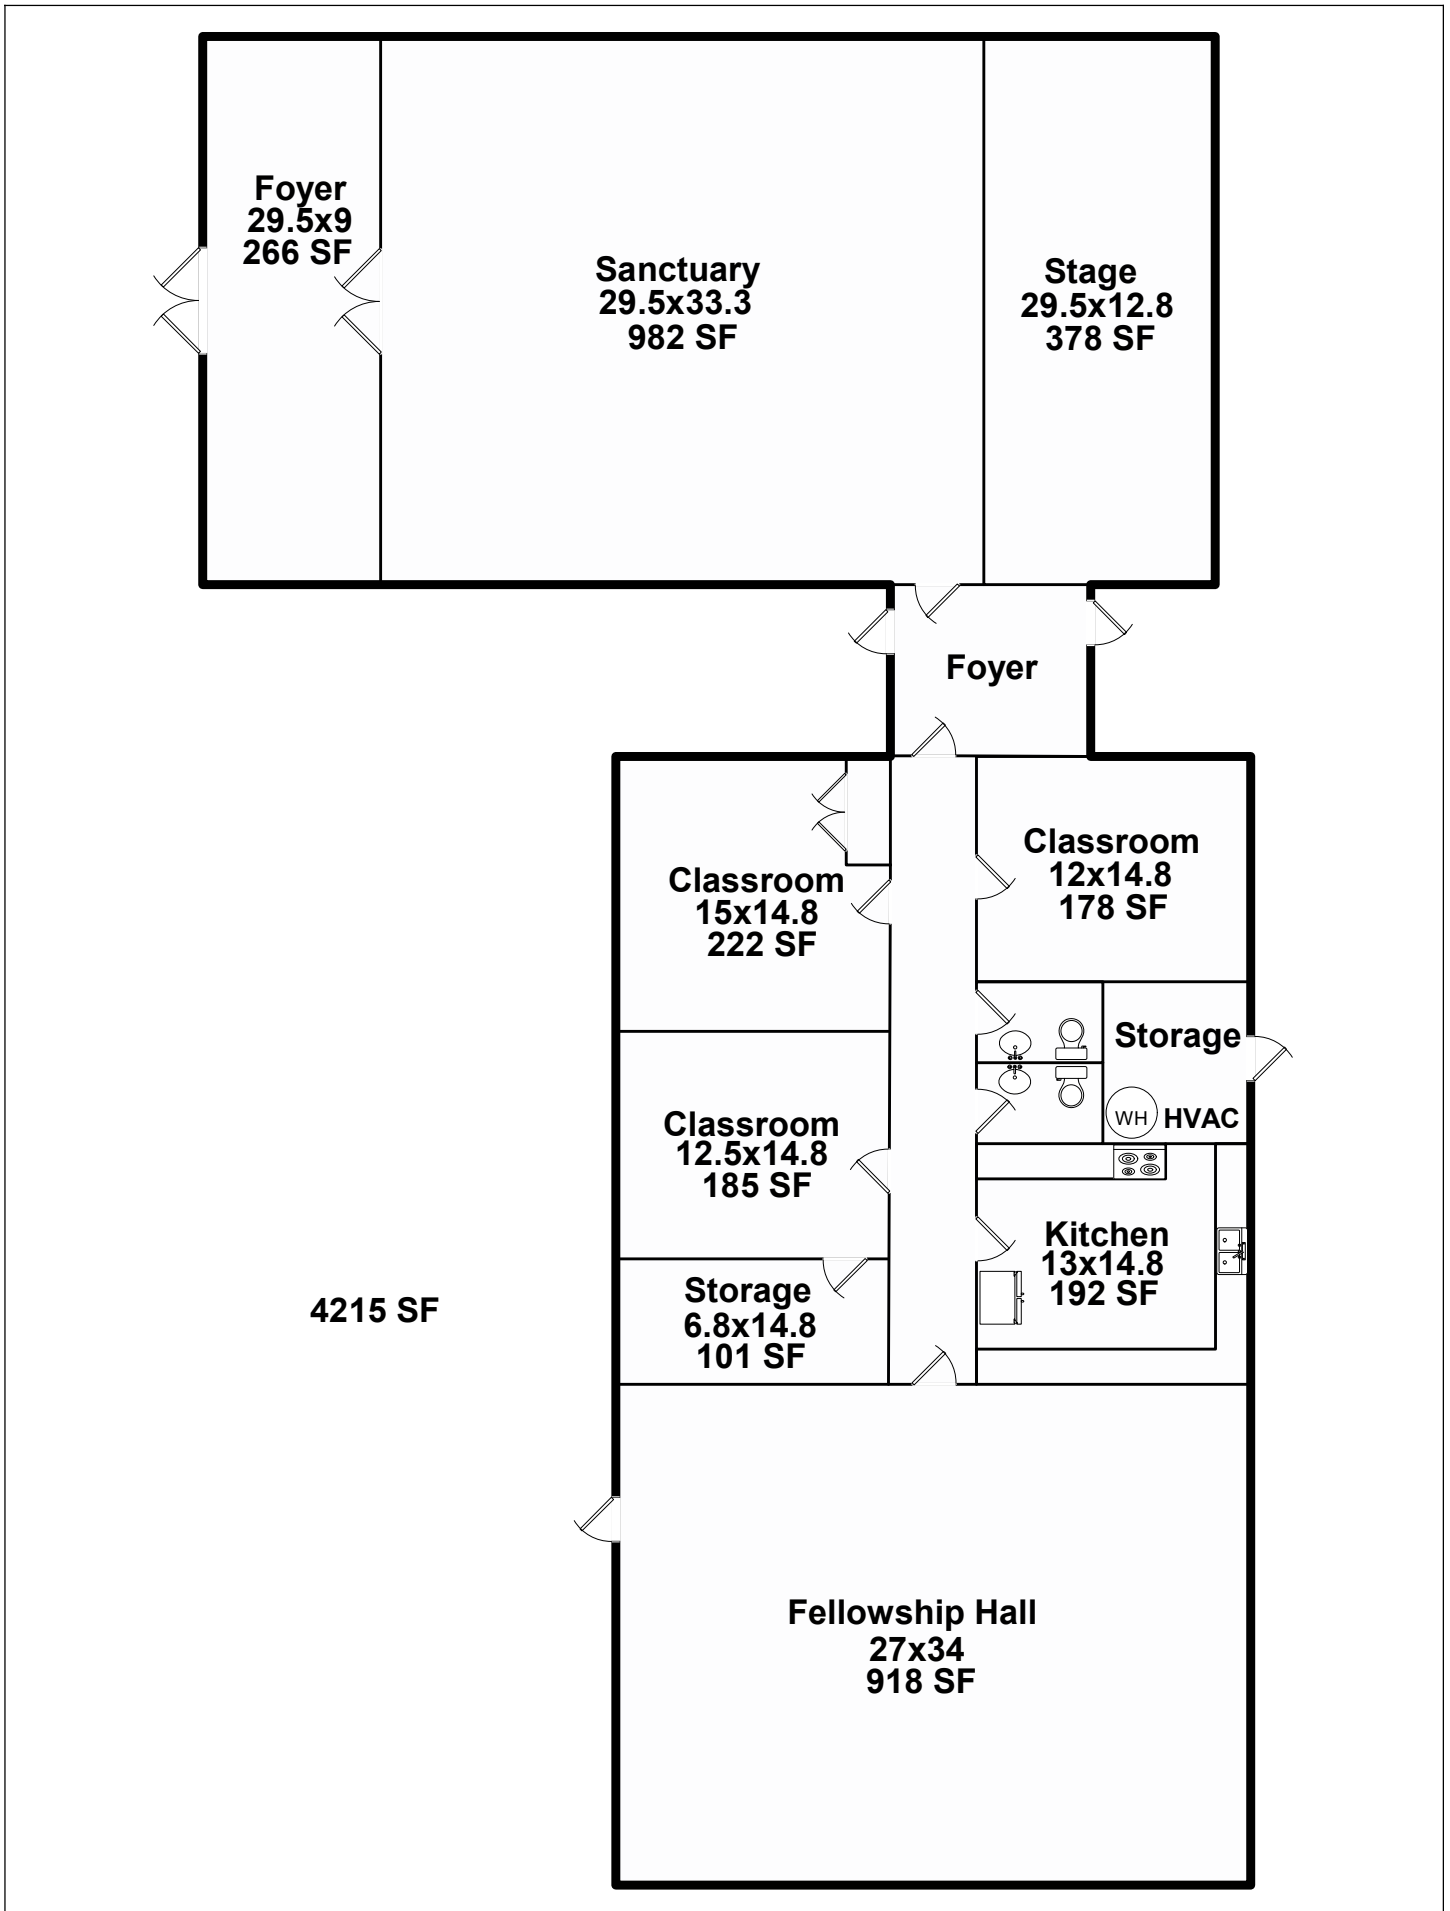 Foyer
29.5x9
266 SF
Sanctuary
29.5x33.3
982 SF
Stage
29.5x12.8
378 SF
Foyer
Classroom
15x14.8
222 SF
Classroom
12x14.8
178 SF
Storage
WH HVAC
Classroom
12.5x14.8
185 SF
Kitchen
13x14.8
192 SF
Storage
6.8x14.8
101 SF
4215 SF
Fellowship Hall
27x34
918 SF